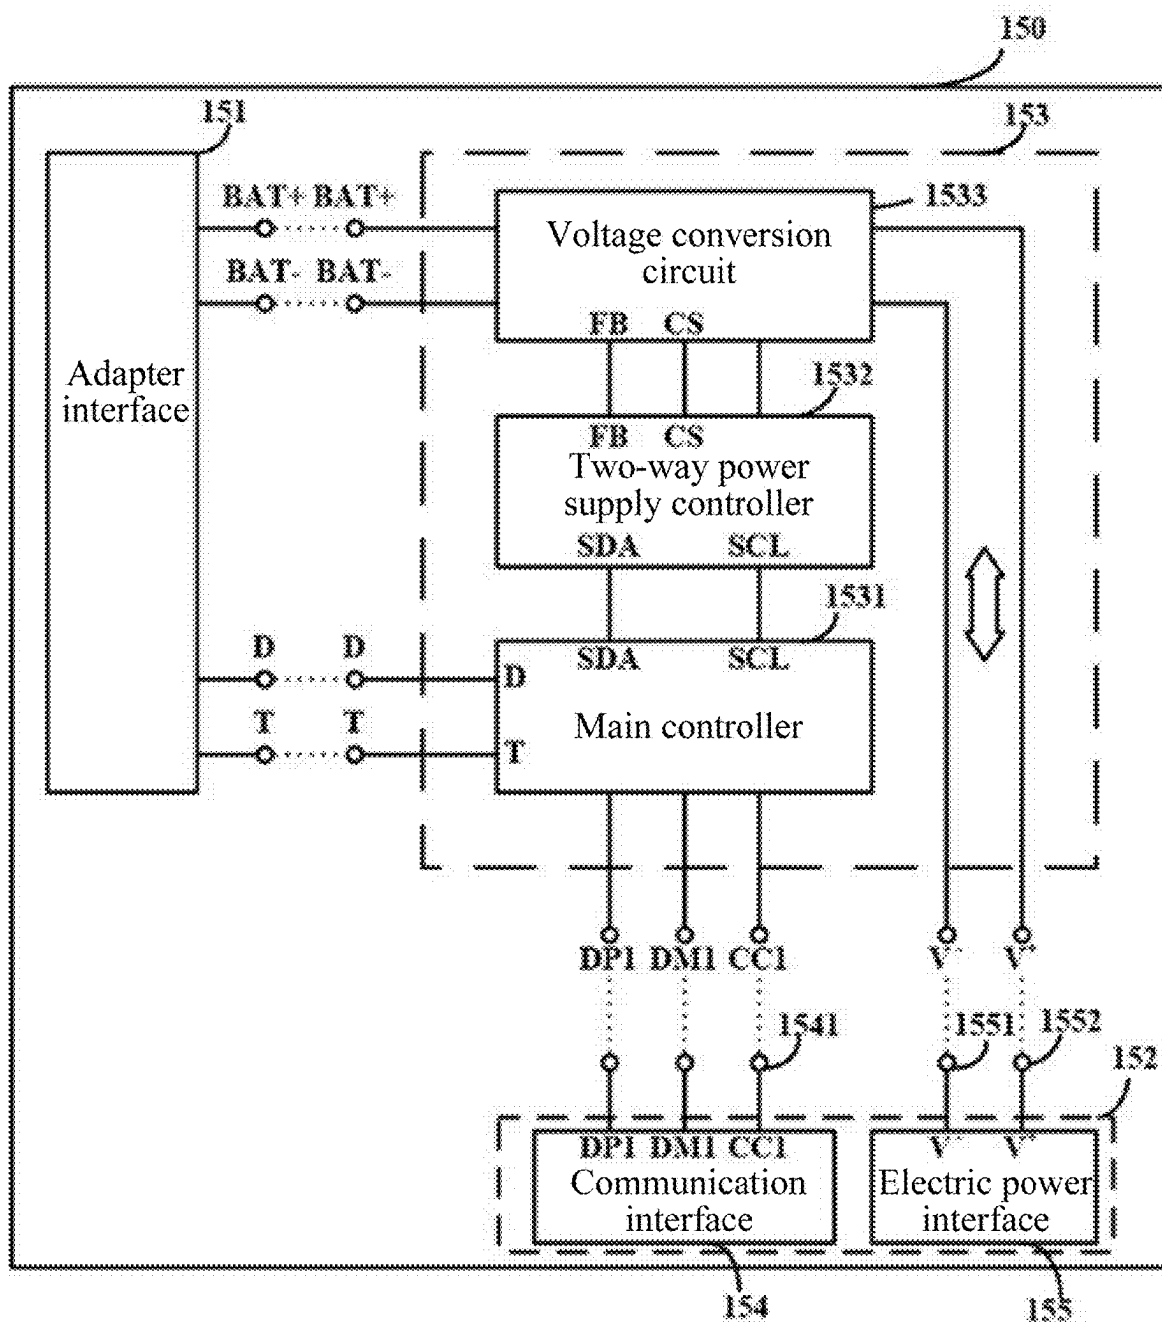 150
151
153
BAT+ BAT+
1533
Voltage conversion
circuit
BAT- BAT-
FB CS
Adapter
interface
1532
FB CS
Two-way power
supply controller
SDA SCL
1531
D D
SDA SCL
D
T T
Main controller
T
DP1 DM1 CC1 V- V+
1541
1551
1552
152
DP1 DM1 CC1 V- V+
Communication
interface
Electric power
interface
154
155